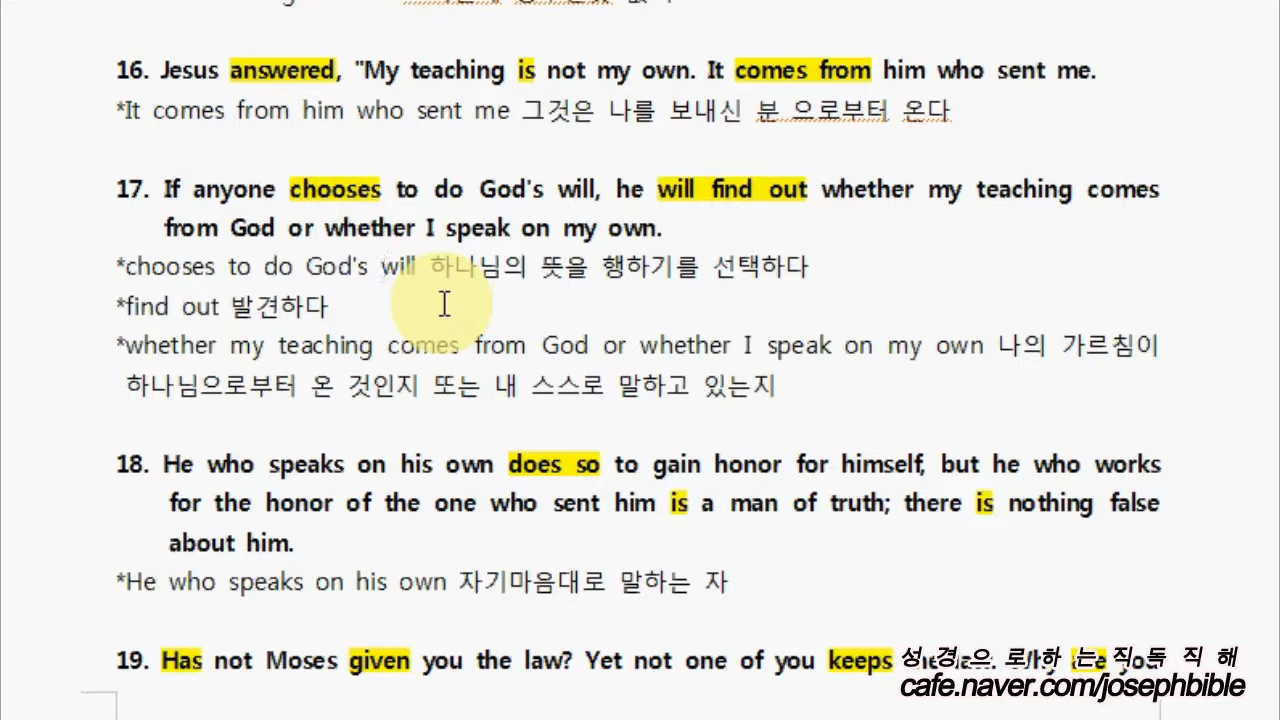 16. Jesus answered, "My teaching is not my own. It comes from him who sent me.
*It comes from him who sent me 그것은 나를 보내신 분 으로부터 온다
17. If anyone chooses to do God's will, he will find out whether my teaching comes
from God or whether I speak on my own.
*chooses to do God's will 하나님의 뜻을 행하기를 선택하다
*find out 발견하다
*whether my teaching comes from God or whether I speak on my own 나의 가르침이
하나님으로부터 온 것인지 또는 내 스스로 말하고 있는지
18. He who speaks on his own does so to gain honor for himself, but he who works
for the honor of the one who sent him is a man of truth; there is nothing false
about him.
*He who speaks on his own 자기마음대로 말하는 자
19. Has not Moses given you the law? Yet not one of you keeps
성경으로하는직독직해
cafe.naver.com/josephbible